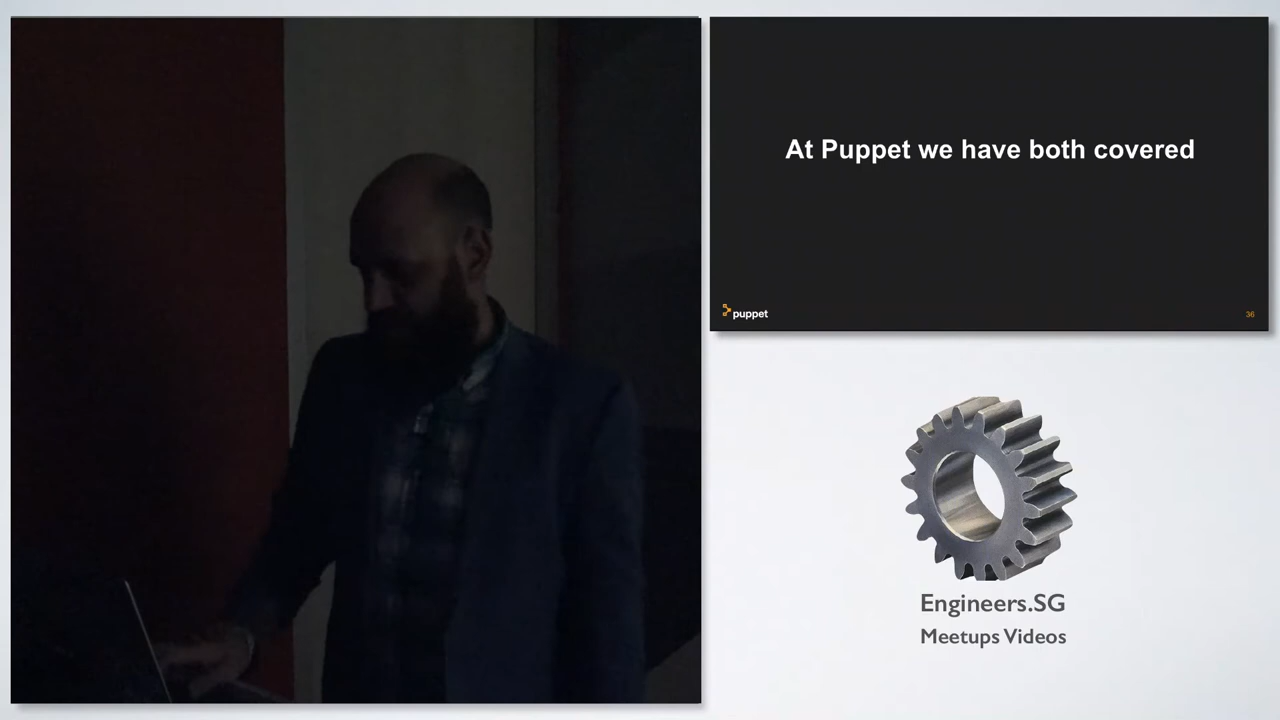 At Puppet we have both covered
puppet
36
Engineers.SG
Meetups Videos